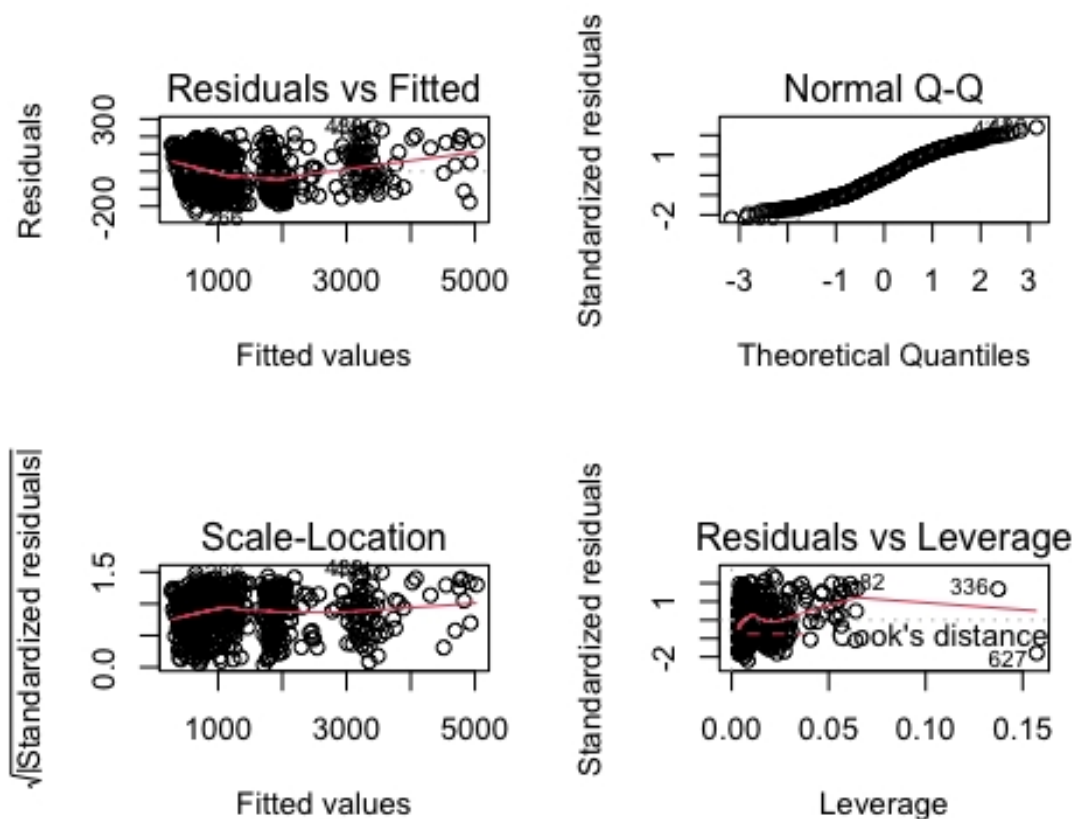 Residuals vs Fitted
Residuals
300
-200
1000 3000 5000
Fitted values
Normal Q-Q
Standardized residuals
1
-2
-3 -1 0 1 2 3
Theoretical Quantiles
Scale-Location
√|Standardized residuals|
1.5
0.0
1000 3000 5000
Fitted values
Residuals vs Leverage
Standardized residuals
1
-2
82
336
ook's distance
627
0.00 0.05 0.10 0.15
Leverage